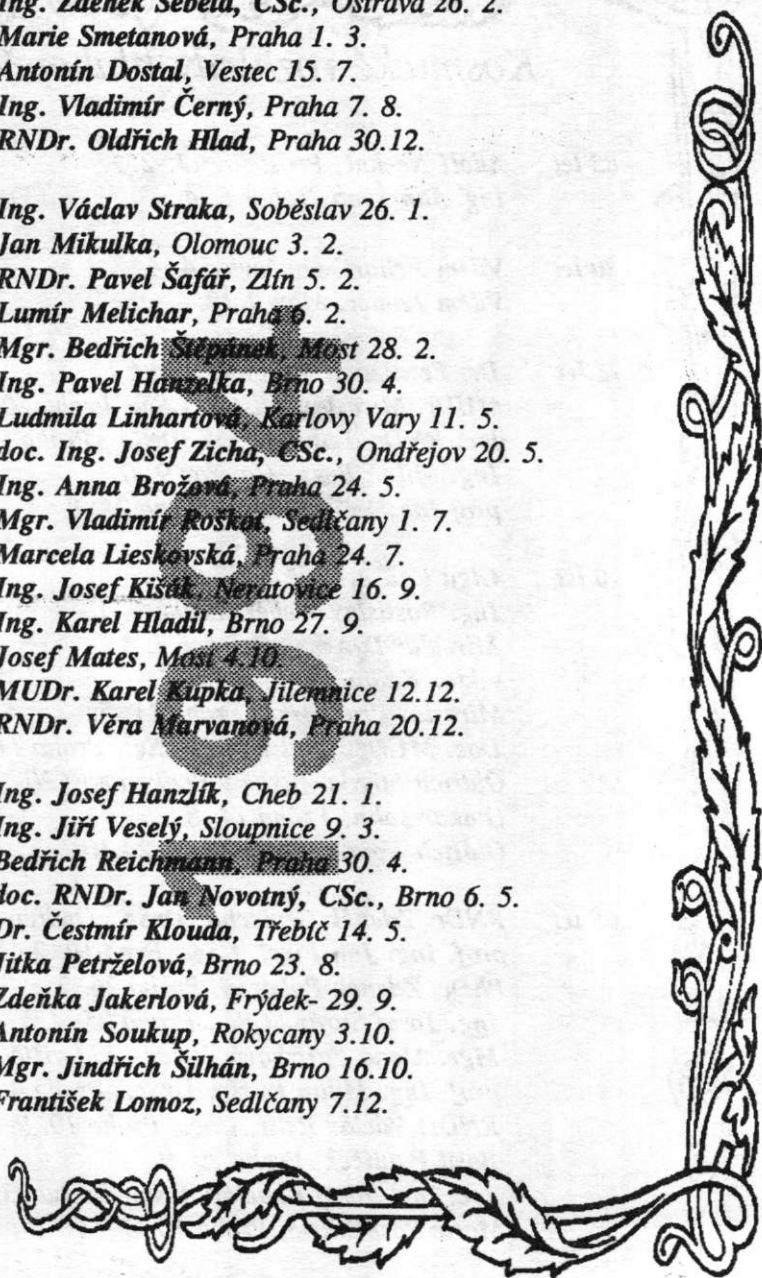 Ing. Zdeněk Šebela, CSc., Ostrava 26. 2.
Marie Smetanová, Praha 1. 3.
Antonín Dostal, Vestec 15. 7.
Ing. Vladimír Černý, Praha 7. 8.
RNDr. Oldřich Hlad, Praha 30.12.
Ing. Václav Straka, Soběslav 26. 1.
Jan Mikulka, Olomouc 3. 2.
RNDr. Pavel Šafář, Zlín 5. 2.
Lumír Melichar, Praha 6. 2.
Mgr. Bedřich Štěpánek, Most 28. 2.
Ing. Pavel Hanzelka, Brno 30. 4.
Ludmila Linhartová, Karlovy Vary 11. 5.
doc. Ing. Josef Zicha, CSc., Ondřejov 20. 5.
Ing. Anna Brožová, Praha 24. 5.
Mgr. Vladimír Roškot, Sedlčany 1. 7.
Marcela Lieskovská, Praha 24. 7.
Ing. Josef Kišák, Neratovice 16. 9.
Ing. Karel Hladil, Brno 27. 9.
Josef Mates, Most 4.10.
MUDr. Karel Kupka, Jilemnice 12.12.
RNDr. Věra Marvanová, Praha 20.12.
Ing. Josef Hanzlík, Cheb 21. 1.
Ing. Jiří Veselý, Sloupnice 9. 3.
Bedřich Reichmann, Praha 30. 4.
doc. RNDr. Jan Novotný, CSc., Brno 6. 5.
Dr. Čestmír Klouda, Třebíč 14. 5.
Jitka Petrželová, Brno 23. 8.
Zdeňka Jakerlová, Frýdek- 29. 9.
Antonín Soukup, Rokycany 3.10.
Mgr. Jindřich Šilhán, Brno 16.10.
František Lomoz, Sedlčany 7.12.
1994